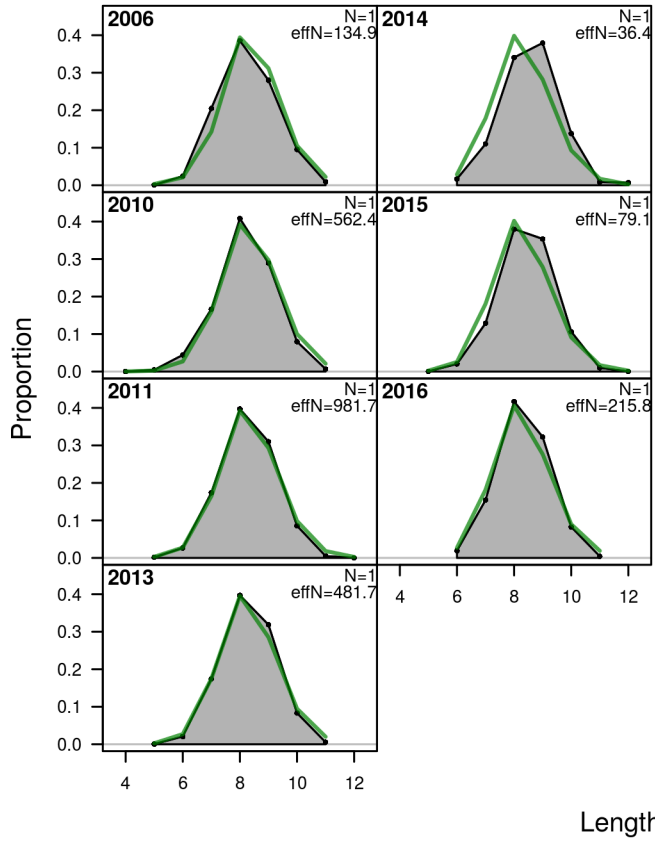 2006
N=1
effN=134.9
0.0
0.1
0.2
0.3
0.4
2014
N=1
effN=36.4
2010
N=1
effN=562.4
0.0
0.1
0.2
0.3
0.4
2015
N=1
effN=79.1
2011
N=1
effN=981.7
0.0
0.1
0.2
0.3
0.4
2016
N=1
effN=215.8
4 6 8 10 12
2013
N=1
effN=481.7
0.0
0.1
0.2
0.3
0.4
4 6 8 10 12
Proportion
Length